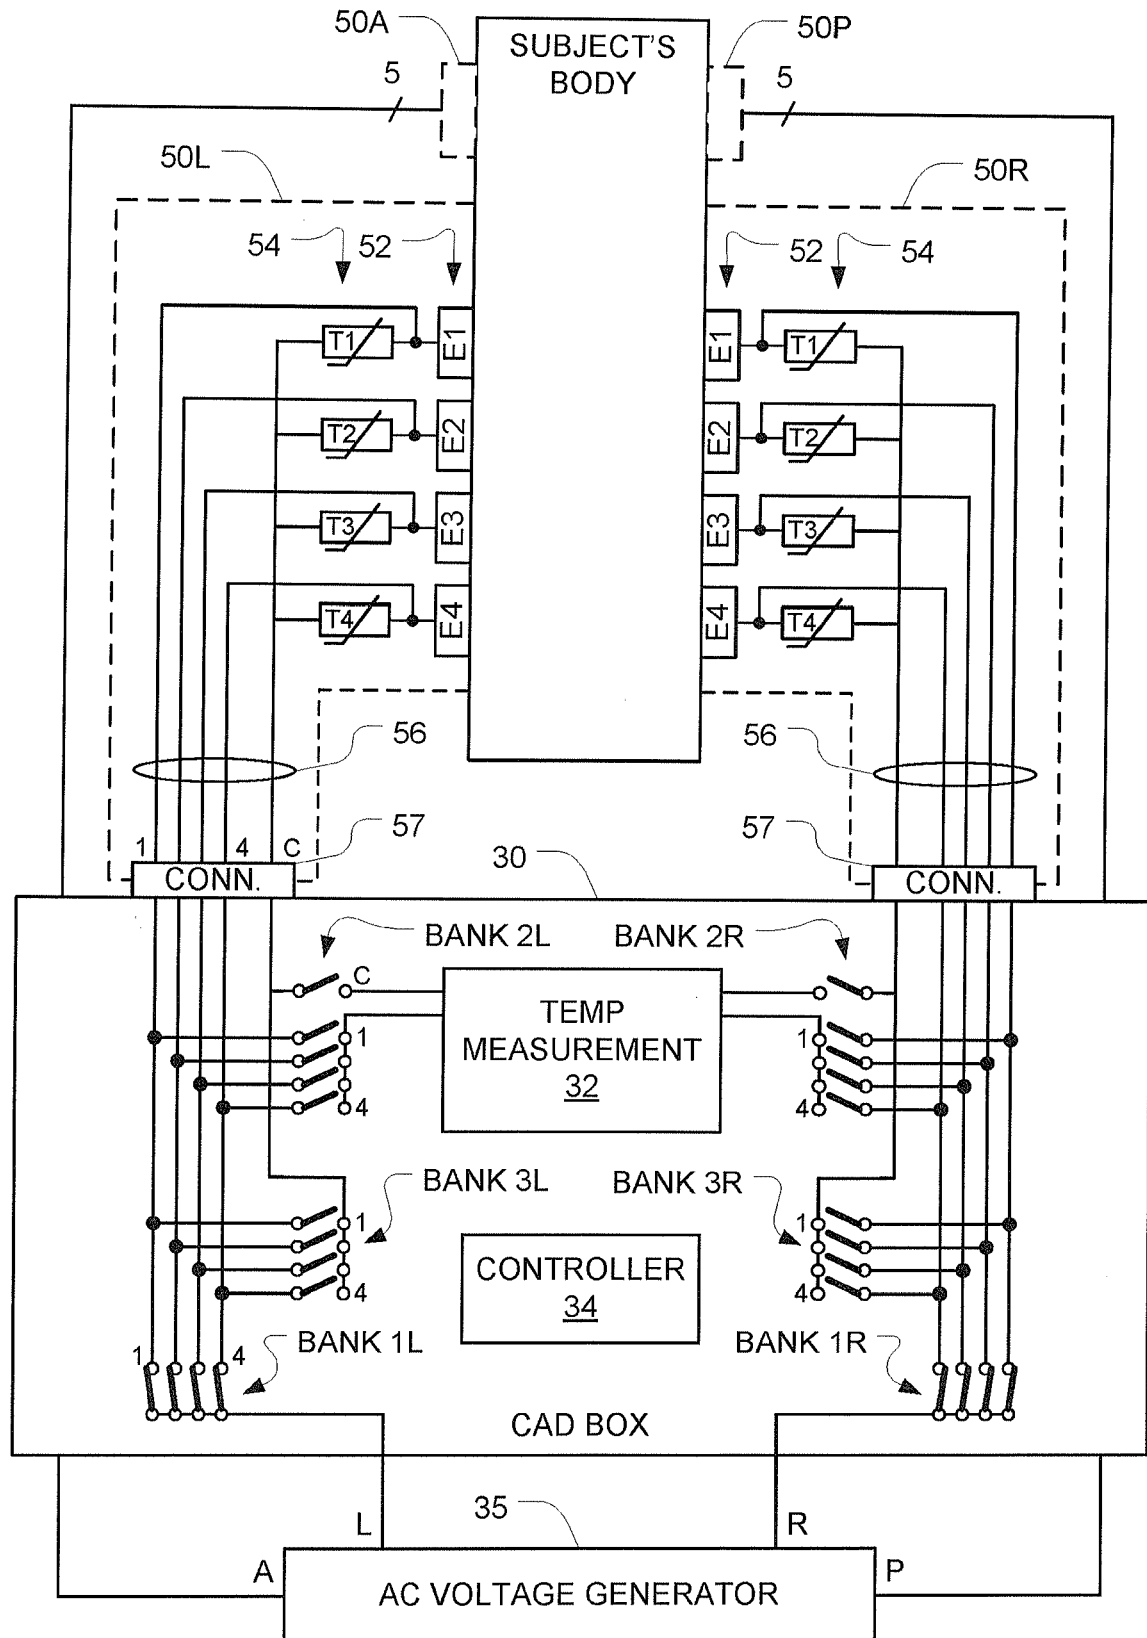 50A
50P
SUBJECT'S
BODY
5
5
50L
50R
54
52
52
54
T1
E1
E1
T1
T2
E2
E2
T2
T3
E3
E3
T3
T4
E4
E4
T4
56
56
57
57
1
4
C
30
CONN.
CONN.
BANK 2L
BANK 2R
C
TEMP
MEASUREMENT
32
1
1
4
4
BANK 3L
BANK 3R
1
1
CONTROLLER
34
4
4
BANK 1L
BANK 1R
1
4
CAD BOX
35
L
R
A
P
AC VOLTAGE GENERATOR